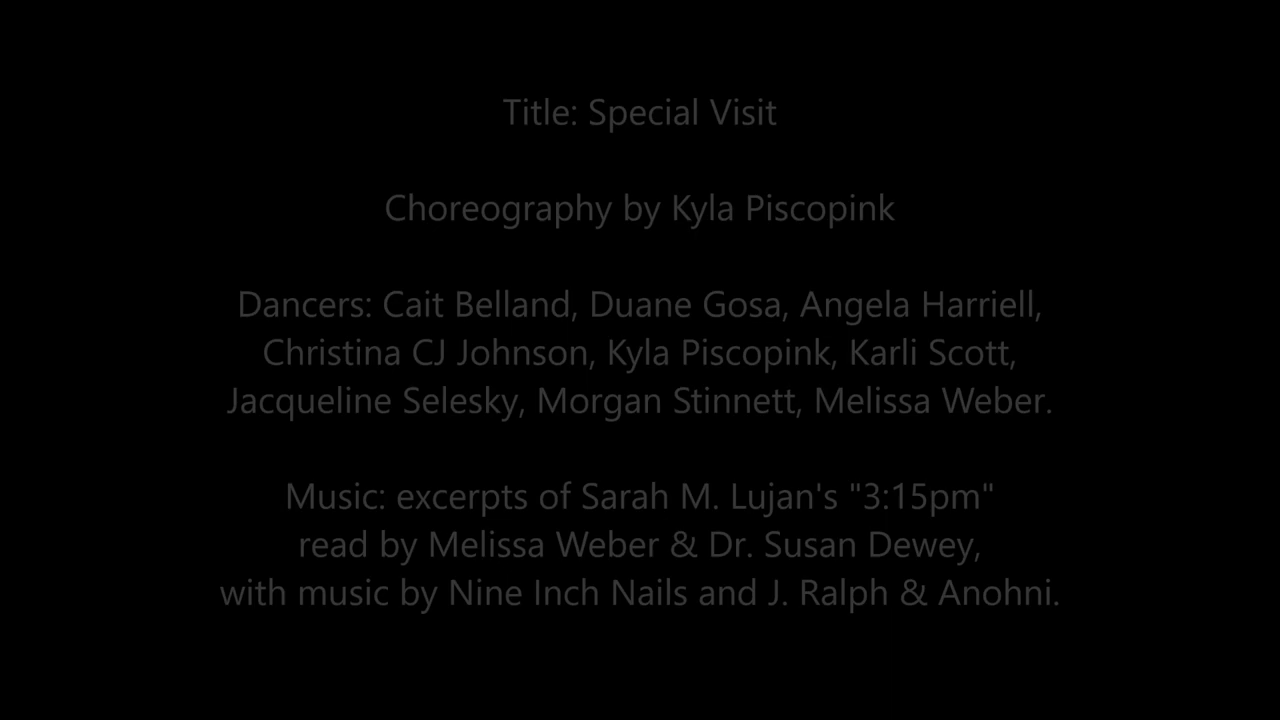 Title: Special Visit
Choreography by Kyla Piscopink
Dancers: Cait Belland, Duane Gosa, Angela Harriell,
Christina CJ Johnson, Kyla Piscopink, Karli Scott,
Jacqueline Selesky, Morgan Stinnett, Melissa Weber.
Music: excerpts of Sarah M. Lujan's "3:15pm"
read by Melissa Weber & Dr. Susan Dewey,
with music by Nine Inch Nails and J. Ralph & Anohni.